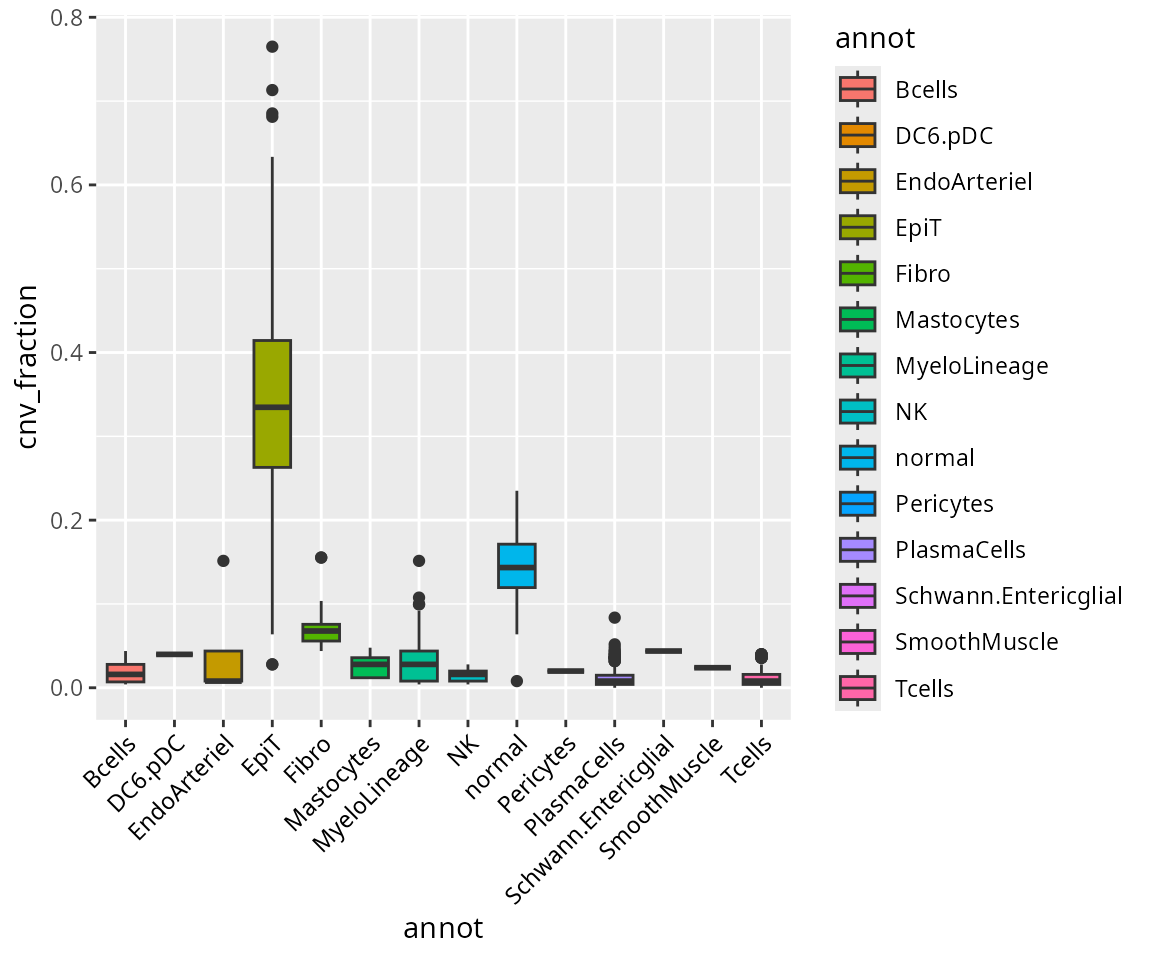 0.8
0.6
0.4
0.2
0.0
cnv_fraction
Bcells
DC6.pDC
EndoArteriel
EpiT
Fibro
Mastocytes
MyeloLineage
NK
normal
Pericytes
PlasmaCells
Schwann.Entericglial
SmoothMuscle
Tcells
annot
annot
Bcells
DC6.pDC
EndoArteriel
EpiT
Fibro
Mastocytes
MyeloLineage
NK
normal
Pericytes
PlasmaCells
Schwann.Entericglial
SmoothMuscle
Tcells